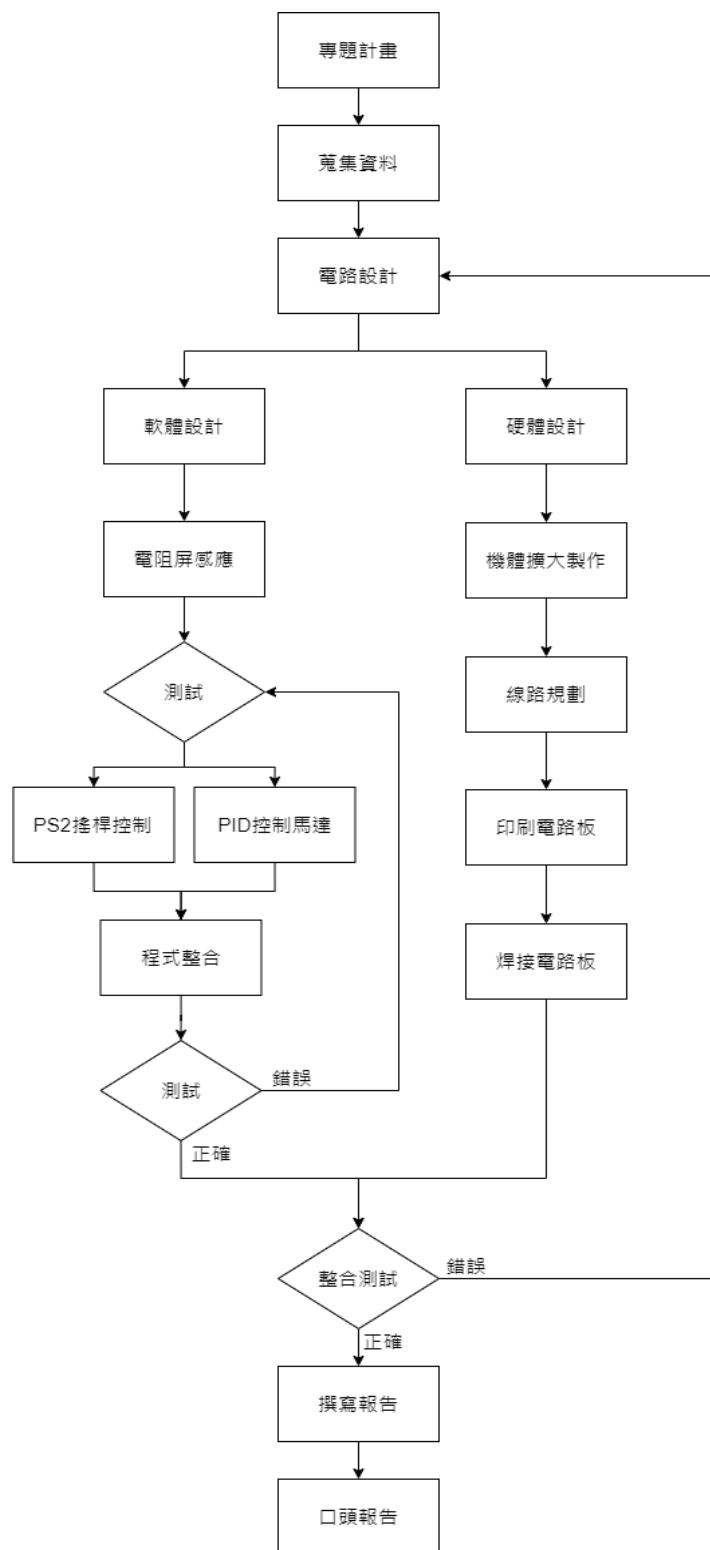 專題計畫
蒐集資料
電路設計
軟體設計
硬體設計
電阻屏感應
機體擴大製作
測試
線路規劃
PS2搖桿控制
PID控制馬達
印刷電路板
程式整合
焊接電路板
測試
錯誤
正確
整合測試
錯誤
正確
撰寫報告
口頭報告